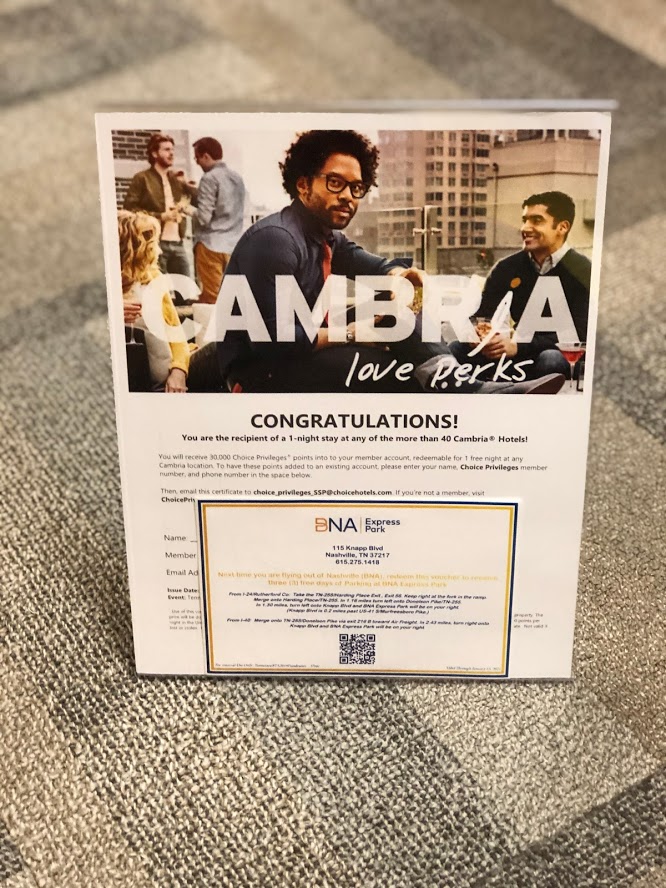 CAMBRIA
love perks
CONGRATULATIONS!
You are the recipient of a 1-night stay at any of the more than 40 Cambria® Hotels!
You will receive 30,000 Choice Privileges® points into to your member account, redeemable for 1 free night at any
Cambria location. To have these points added to an existing account, please enter your name, Choice Privileges member
number, and phone number in the space below.
Then, email this certificate to choice_privileges_SSP@choicehotels.com. If you're not a member, visit
ChoicePri
Name:
Member
Email Ad
Issue Date:
Event:
BNA Express
Park
115 Knapp Blvd
Nashville, TN 37217
615.275.1418
Next time you are flying out of Nashville (BNA), redeem this voucher to receive
three (3) free days of Parking at BNA Express Park
From I-24/Rutherford Co: Take the TN-255/Harding Place Exit, Exit 56. Keep right at the fork in the ramp.
Merge onto Harding Place/TN-255. In 1.18 miles turn left onto Donelson Pike/TN-255.
In 1.30 miles, turn left onto Knapp Blvd and BNA Express Park will be on your right.
(Knapp Blvd is 0.2 miles past US-41 S/Murfreesboro Pike.)
From I-40: Merge onto TN-255/Donelson Pike via exit 216 B toward Air Freight. In 2.43 miles, turn right onto
Knapp Blvd and BNA Express Park will be on your right